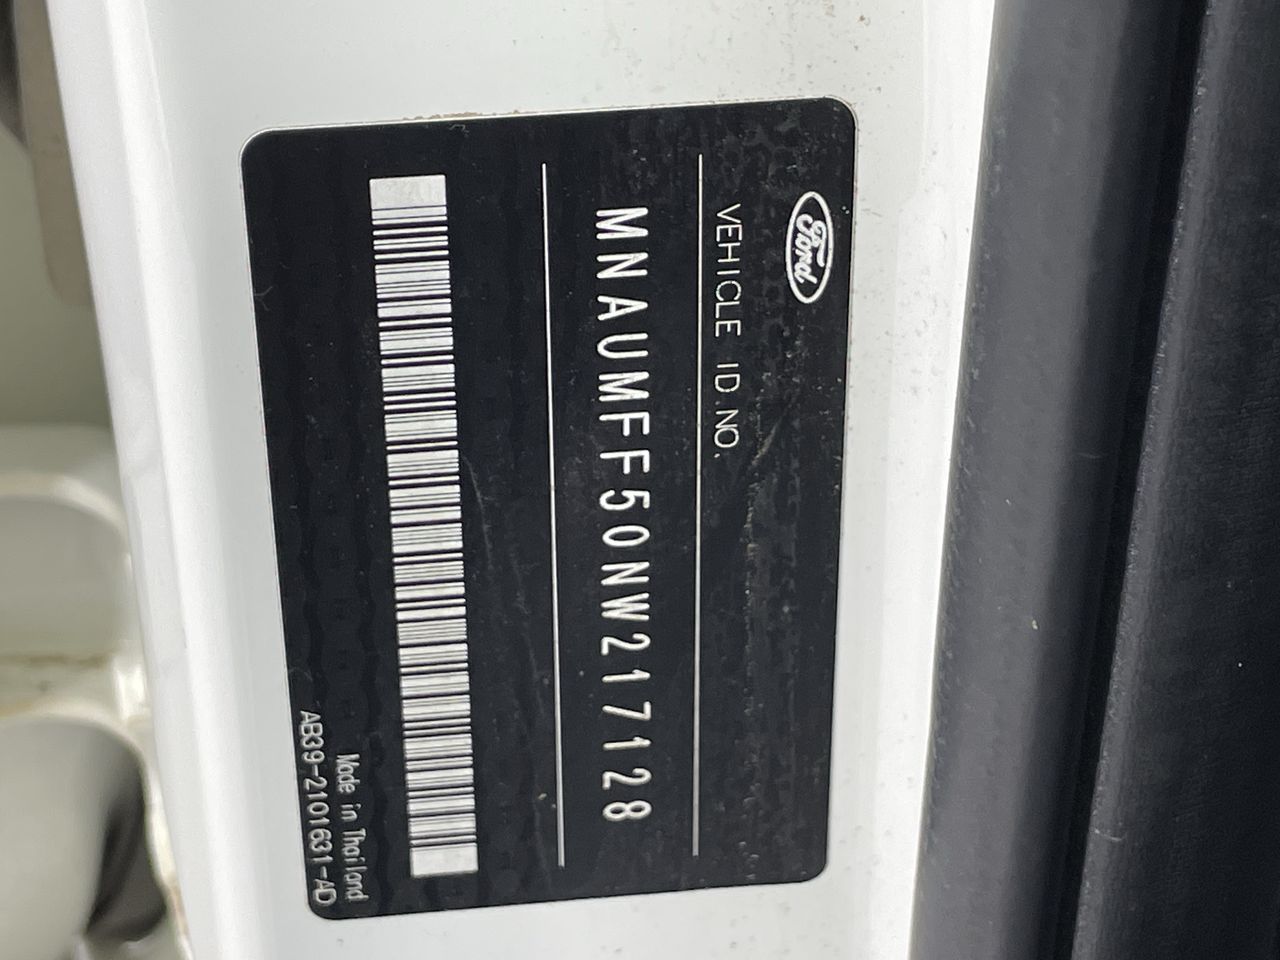 Ford
VEHICLE ID NO.
MNAUMFF50NW217128
Made in Thailand
AB39-2101631-AD